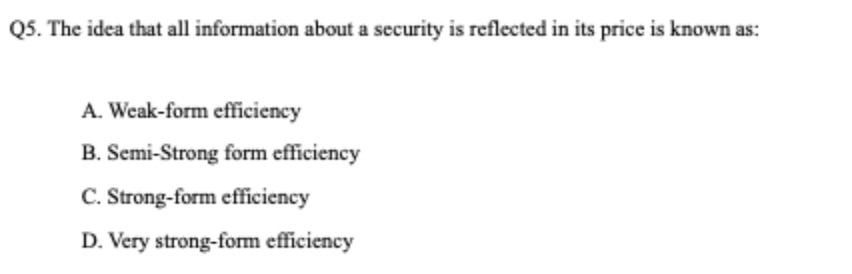 Q5. The idea that all information about a security is reflected in its price is known as:
A. Weak-form efficiency
B. Semi-Strong form efficiency
C. Strong-form efficiency
D. Very strong-form efficiency